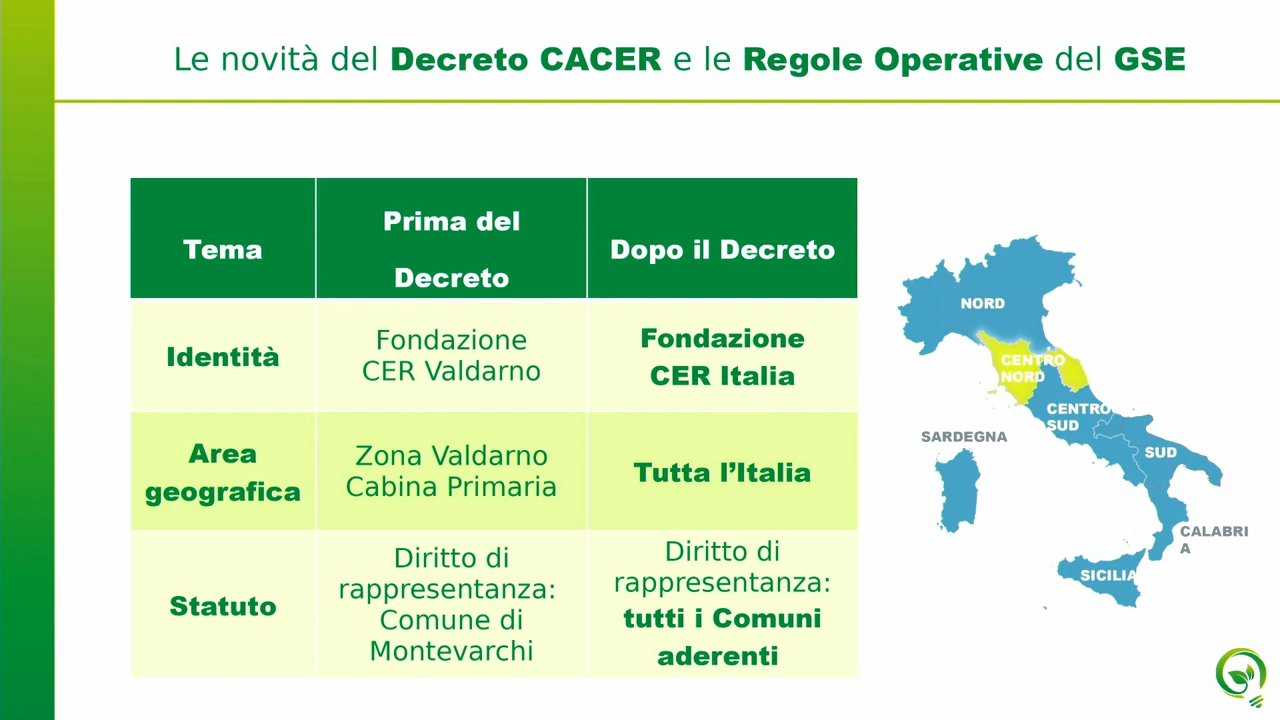 Le novità del Decreto CACER e le Regole Operative del GSE
Tema
Prima del
Decreto
Dopo il Decreto
Identità
Fondazione
CER Valdarno
Fondazione
CER Italia
Area
geografica
Zona Valdarno
Cabina Primaria
Tutta l’Italia
Statuto
Diritto di
rappresentanza:
Comune di
Montevarchi
Diritto di
rappresentanza:
tutti i Comuni
aderenti
NORD
CENTRO
NORD
CENTRO
SUD
SARDEGNA
SUD
CALABRI
A
SICILIA